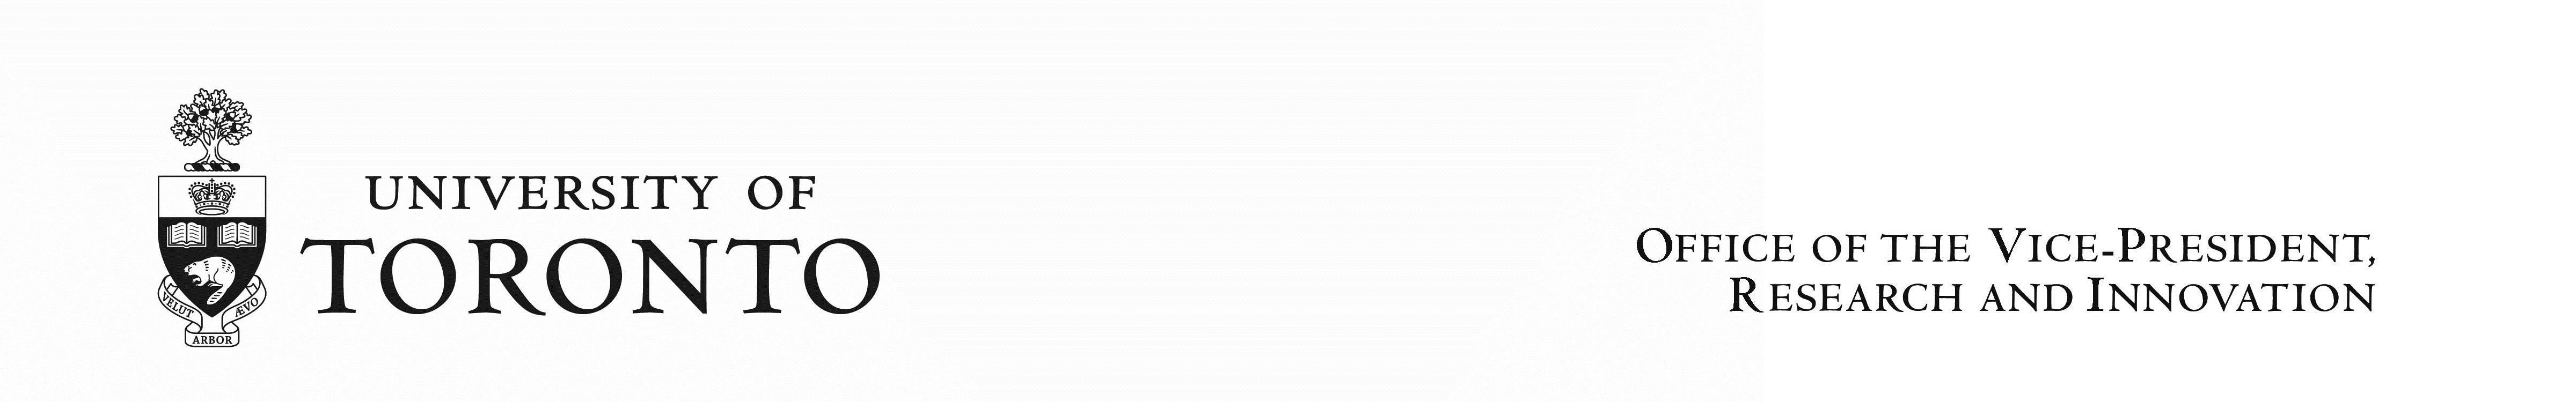 UNIVERSITY OF
TORONTO
VELUT ARBOR ÆVO
OFFICE OF THE VICE-PRESIDENT,
RESEARCH AND INNOVATION